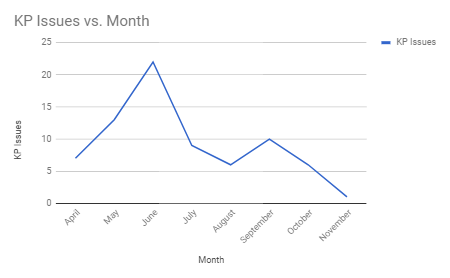 KP Issues vs. Month
KP Issues
25
20
15
10
5
0
KP Issues
April
May
June
July
August
September
October
November
Month